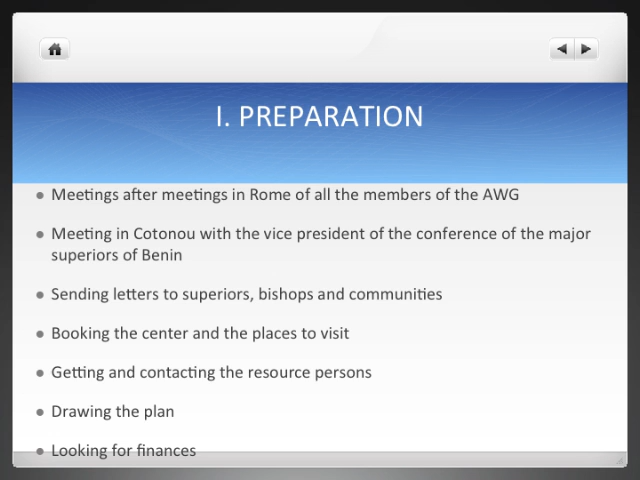 I. PREPARATION
● Meetings after meetings in Rome of all the members of the AWG
● Meeting in Cotonou with the vice president of the conference of the major
superiors of Benin
● Sending letters to superiors, bishops and communities
● Booking the center and the places to visit
● Getting and contacting the resource persons
● Drawing the plan
● Looking for finances